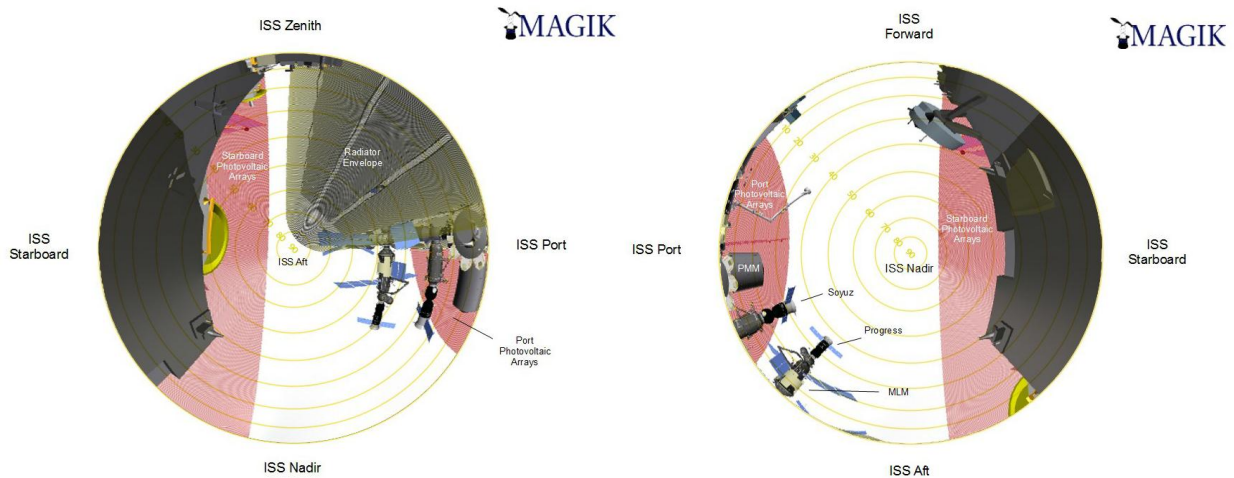 ISS Zenith
MAGIK
Starboard
Photovoltaic
Arrays
Radiator
Envelope
ISS
Starboard
ISS Port
ISS Aft
Port
Photovoltaic
Arrays
ISS Nadir
ISS
Forward
MAGIK
Port
Photovoltaic
Arrays
Starboard
Photovoltaic
Arrays
ISS Port
ISS
Starboard
PMM
ISS Nadir
Soyuz
Progress
MLM
ISS Aft